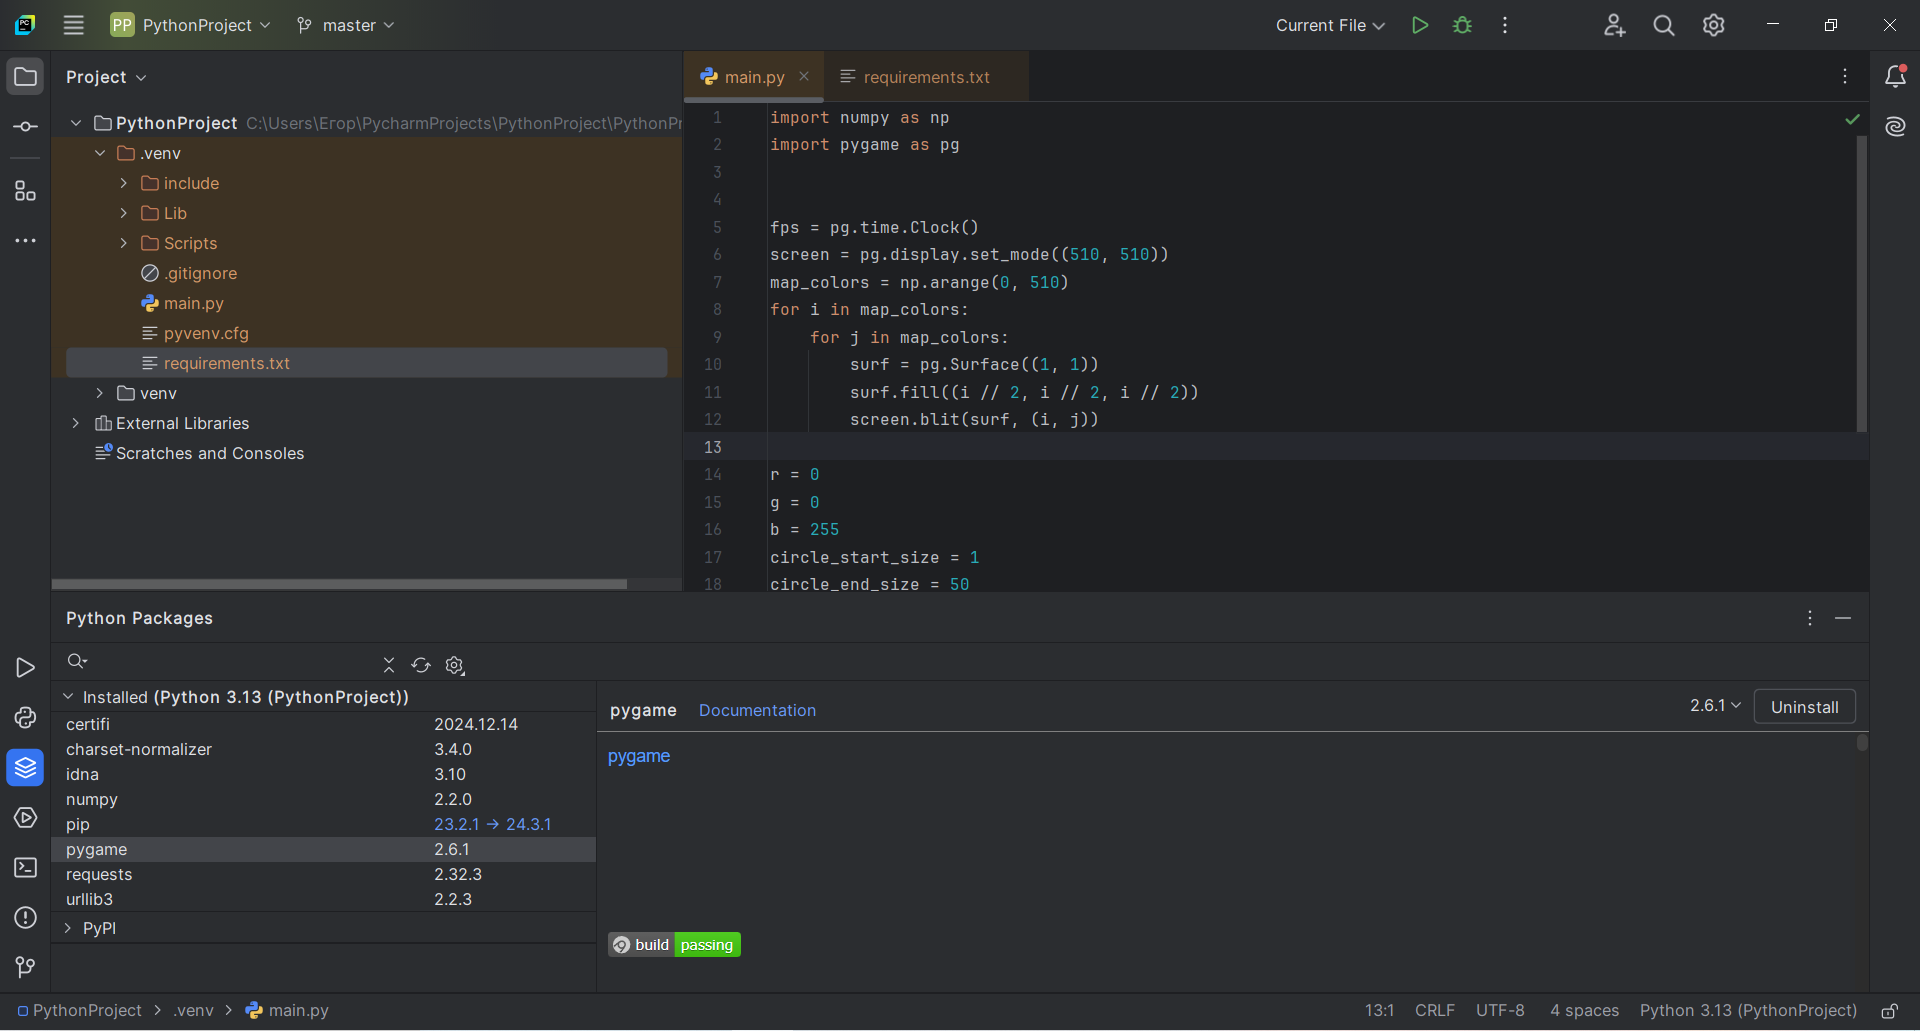 PP PythonProject master Current File
Project
main.py requirements.txt
PythonProject C:\Users\Егор\PycharmProjects\PythonProject\PythonPr
.venv
include
Lib
Scripts
.gitignore
main.py
pyvenv.cfg
requirements.txt
venv
External Libraries
Scratches and Consoles
1 import numpy as np
2 import pygame as pg
3
4
5 fps = pg.time.Clock()
6 screen = pg.display.set_mode((510, 510))
7 map_colors = np.arange(0, 510)
8 for i in map_colors:
9 for j in map_colors:
10 surf = pg.Surface((1, 1))
11 surf.fill((i // 2, i // 2, i // 2))
12 screen.blit(surf, (i, j))
13
14 r = 0
15 g = 0
16 b = 255
17 circle_start_size = 1
18 circle_end_size = 50
Python Packages
Installed (Python 3.13 (PythonProject))
certifi 2024.12.14
charset-normalizer 3.4.0
idna 3.10
numpy 2.2.0
pip 23.2.1 → 24.3.1
pygame 2.6.1
requests 2.32.3
urllib3 2.2.3
PyPI
pygame Documentation 2.6.1 Uninstall
pygame
build passing
PythonProject > .venv > main.py 13:1 CRLF UTF-8 4 spaces Python 3.13 (PythonProject)